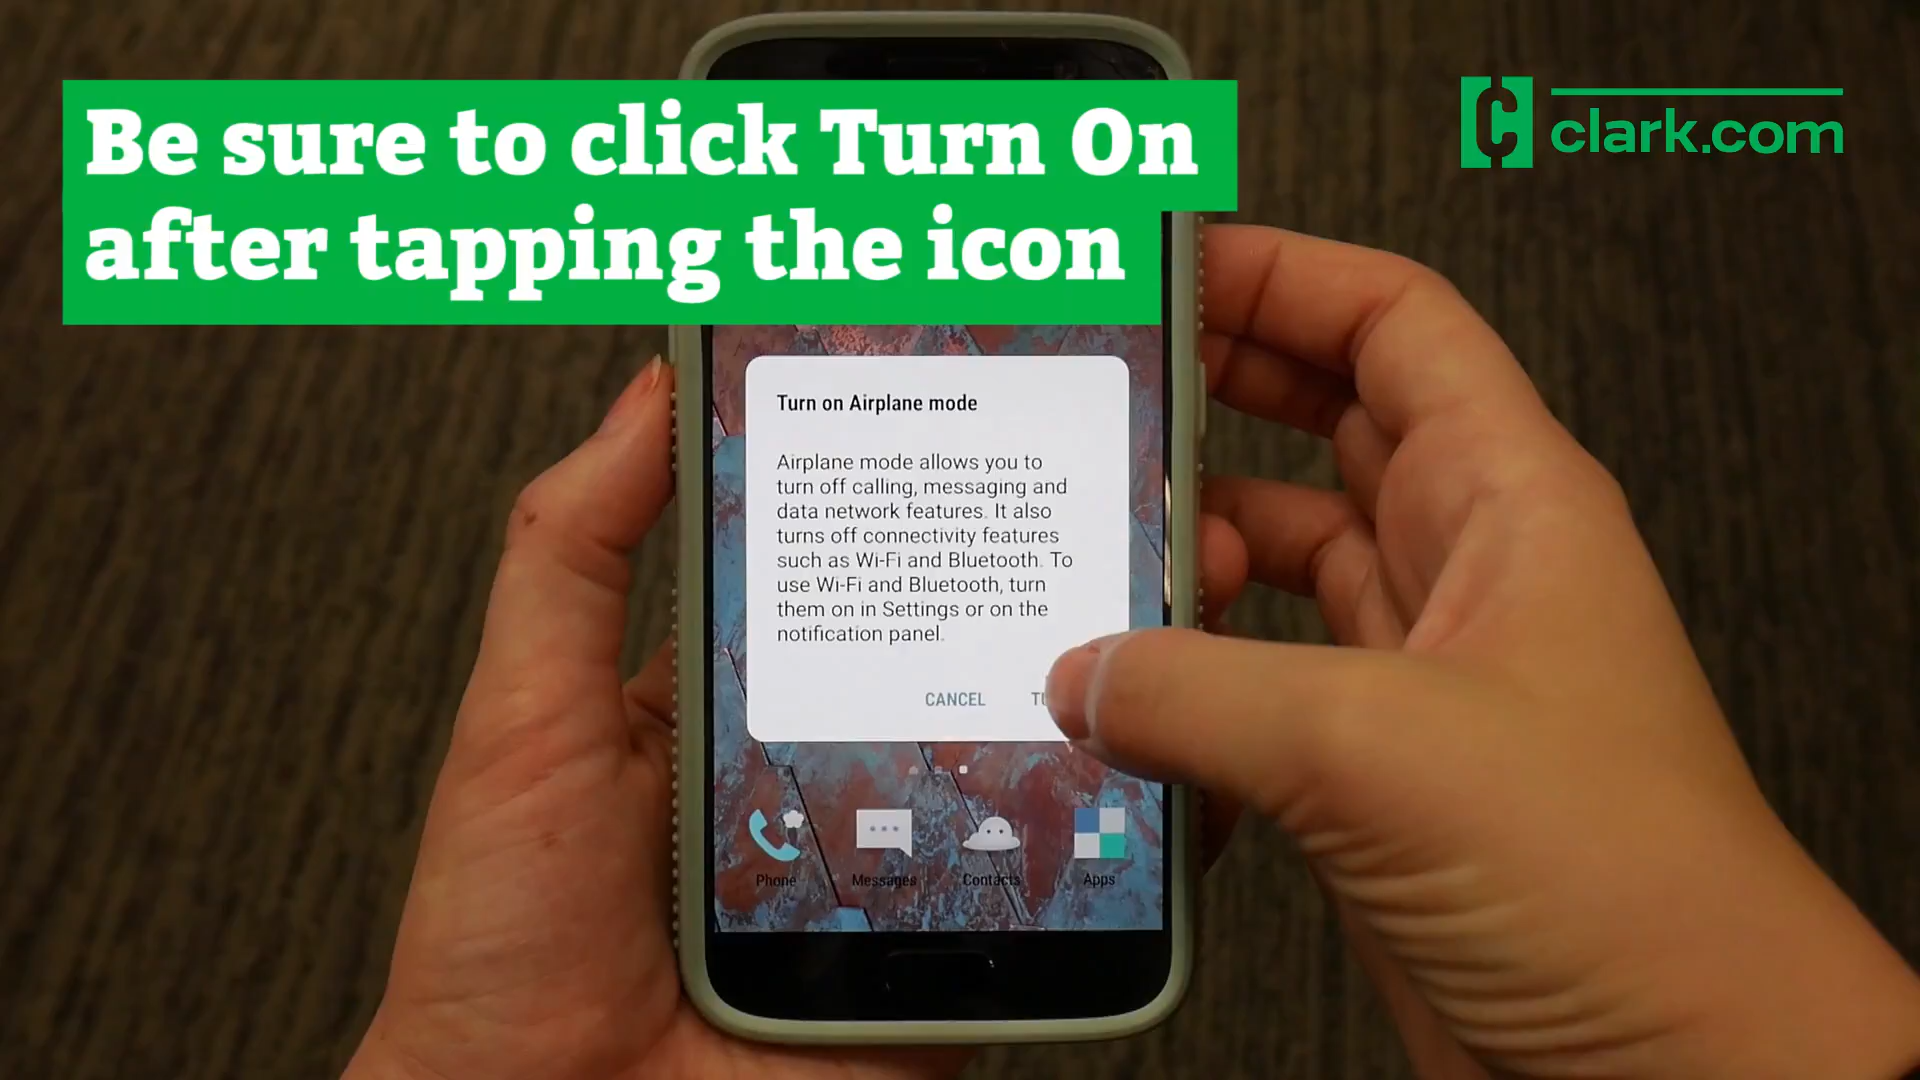 Be sure to click Turn On
after tapping the icon
clark.com
Turn on Airplane mode
Airplane mode allows you to
turn off calling, messaging and
data network features. It also
turns off connectivity features
such as Wi-Fi and Bluetooth. To
use Wi-Fi and Bluetooth, turn
them on in Settings or on the
notification panel.
CANCEL
Phone
Messages
Contacts
Apps